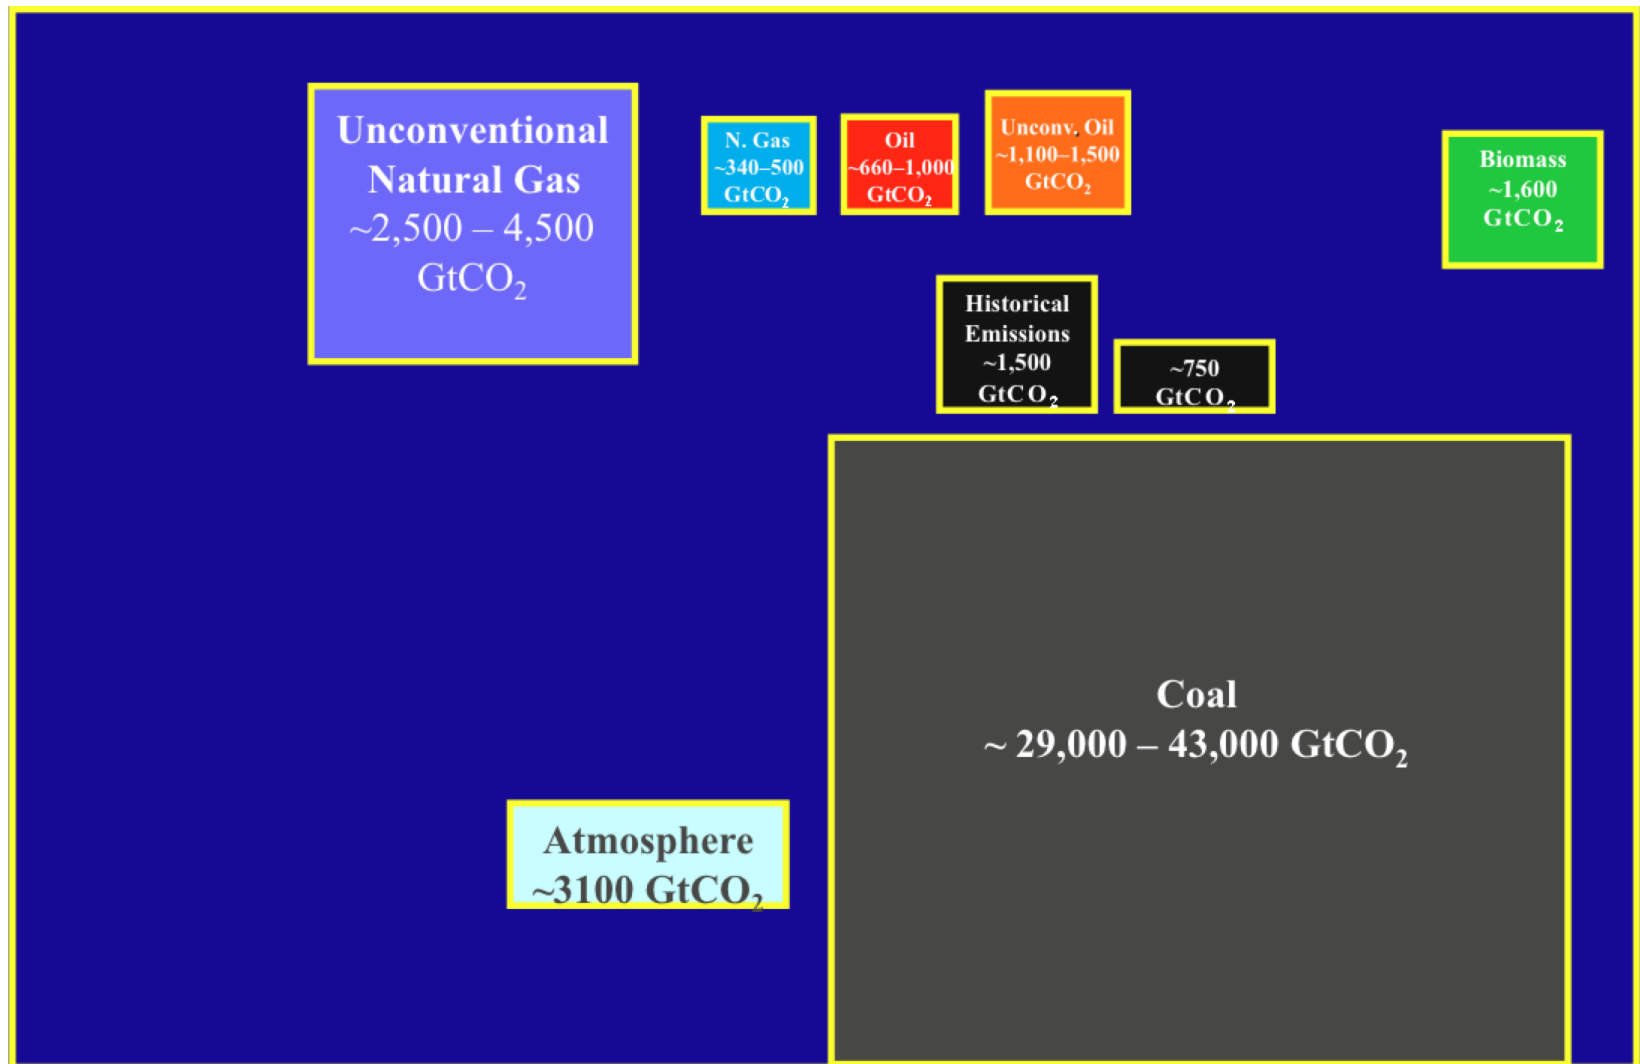 Unconventional
Natural Gas
~2,500 – 4,500
GtCO₂
N. Gas
~340–500
GtCO₂
Oil
~660–1,000
GtCO₂
Unconv. Oil
~1,100–1,500
GtCO₂
Biomass
~1,600
GtCO₂
Historical
Emissions
~1,500
GtCO₂
~750
GtCO₂
Coal
~ 29,000 – 43,000 GtCO₂
Atmosphere
~3100 GtCO₂